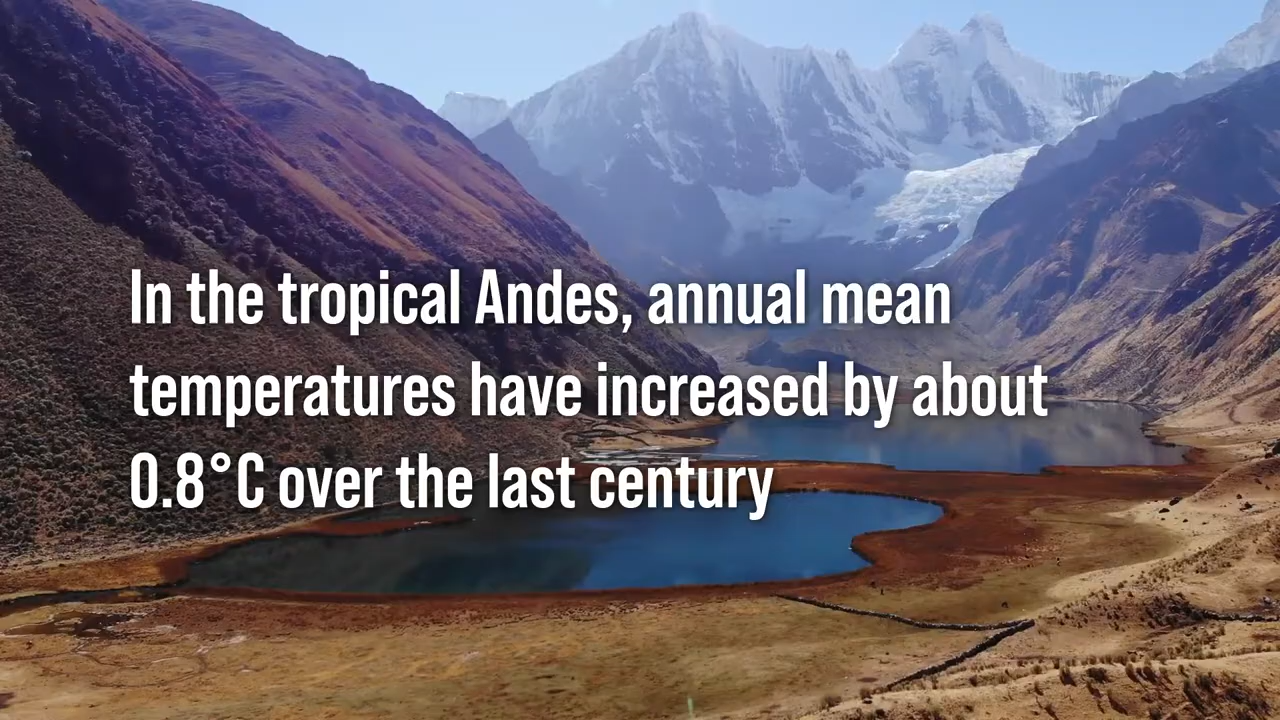 In the tropical Andes, annual mean
temperatures have increased by about
0.8°C over the last century